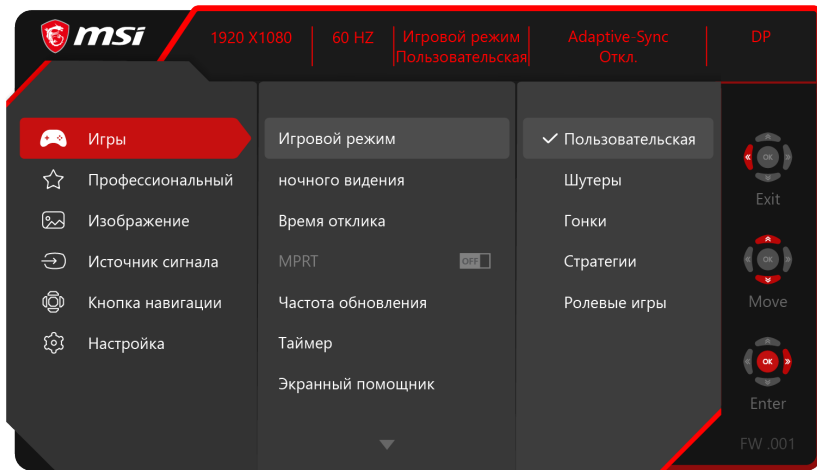 msi
1920 X1080
60 HZ
Игровой режим
Пользовательская
Adaptive-Sync
Откл.
DP
Игры
Профессиональный
Изображение
Источник сигнала
Кнопка навигации
Настройка
Игровой режим
ночного видения
Время отклика
MPRT
OFF
Частота обновления
Таймер
Экранный помощник
Пользовательская
Шутеры
Гонки
Стратегии
Ролевые игры
OK
Exit
OK
Move
OK
Enter
FW .001